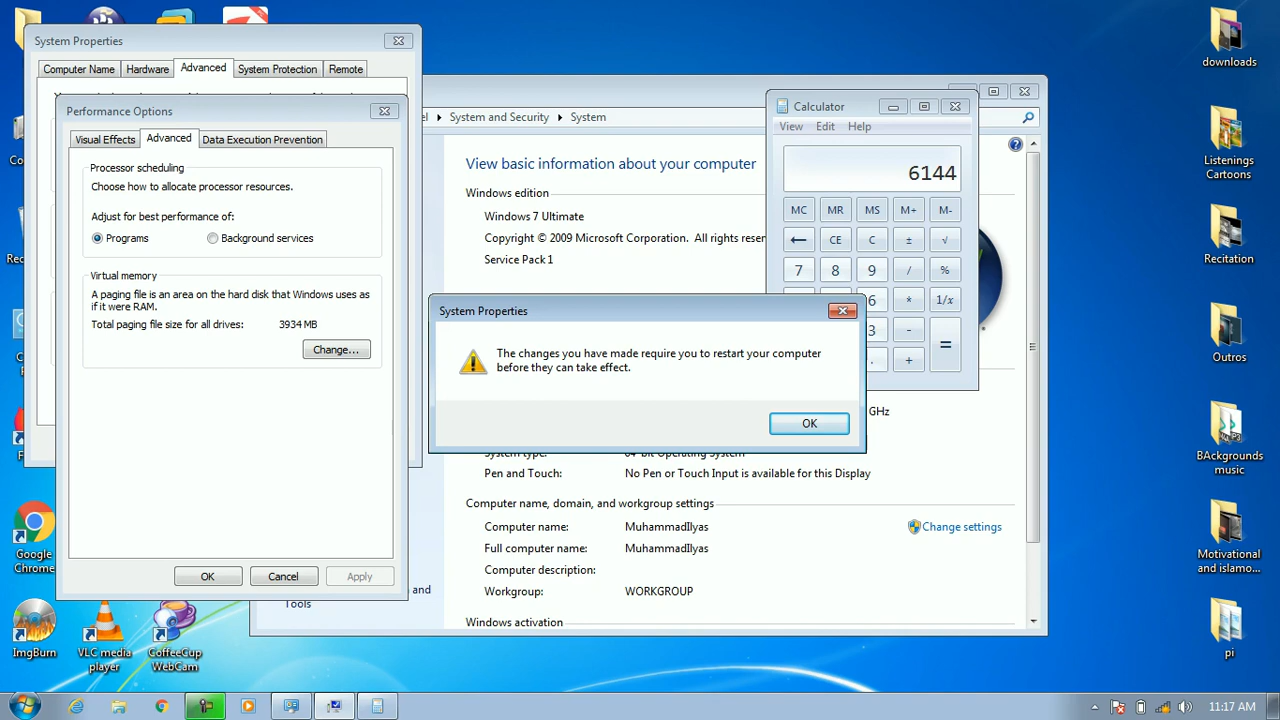 System Properties
Computer Name
Hardware
Advanced
System Protection
Remote
Performance Options
Visual Effects
Advanced
Data Execution Prevention
Processor scheduling
Choose how to allocate processor resources.
Adjust for best performance of:
Programs
Background services
Virtual memory
A paging file is an area on the hard disk that Windows uses as
if it were RAM.
Total paging file size for all drives: 3934 MB
Change...
OK
Cancel
Apply
System and Security
System
View basic information about your computer
Windows edition
Windows 7 Ultimate
Copyright © 2009 Microsoft Corporation. All rights rese
Service Pack 1
GHz
Pen and Touch: No Pen or Touch Input is available for this Display
Computer name, domain, and workgroup settings
Computer name: MuhammadIlyas
Change settings
Full computer name: MuhammadIlyas
Computer description:
Workgroup: WORKGROUP
Windows activation
and
Tools
Calculator
View Edit Help
6144
MC MR MS M+ M-
← CE C ± √
7 8 9 / %
6 * 1/x
3 - =
. +
System Properties
The changes you have made require you to restart your computer
before they can take effect.
OK
Google
Chrome
ImgBurn
VLC media
player
CoffeeCup
WebCam
downloads
Listenings
Cartoons
Recitation
Outros
BAckgrounds
music
Motivational
and islamo...
pi
11:17 AM